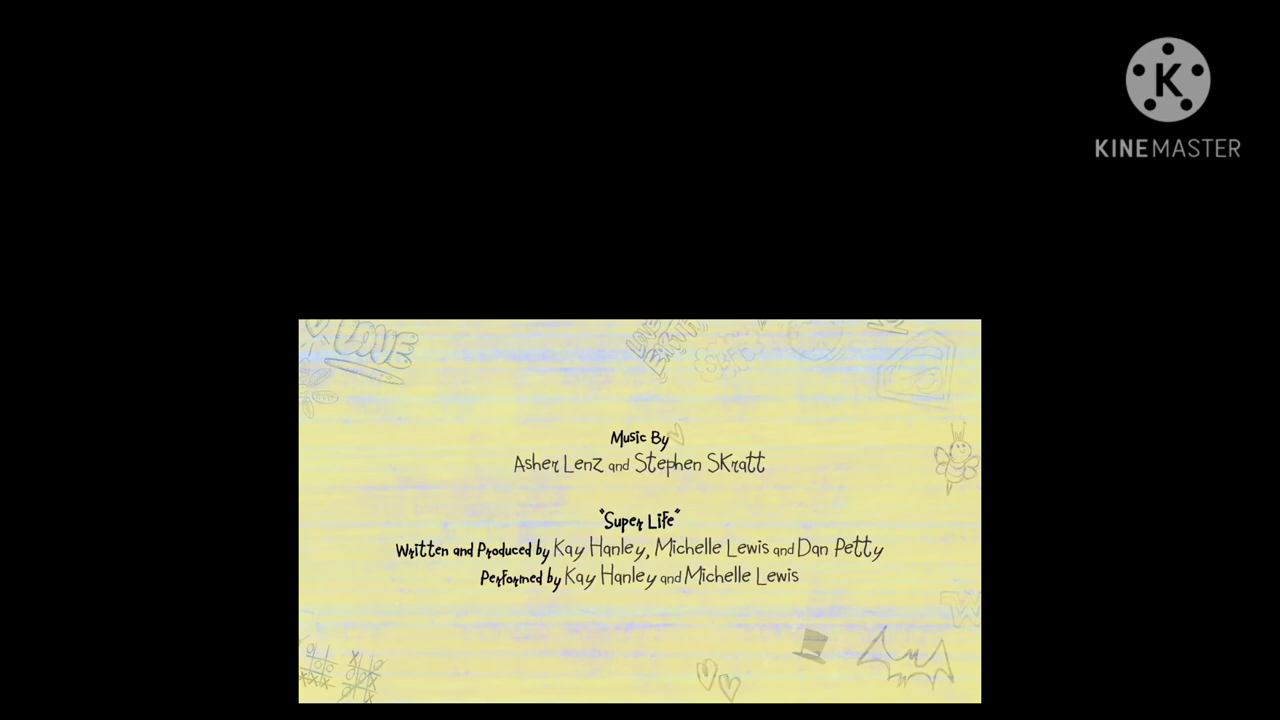 KINEMASTER
LOVE
Music By
Asher Lenz and Stephen Skratt
"Super Life"
Written and Produced by Kay Hanley, Michelle Lewis and Dan Petty
Performed by Kay Hanley and Michelle Lewis